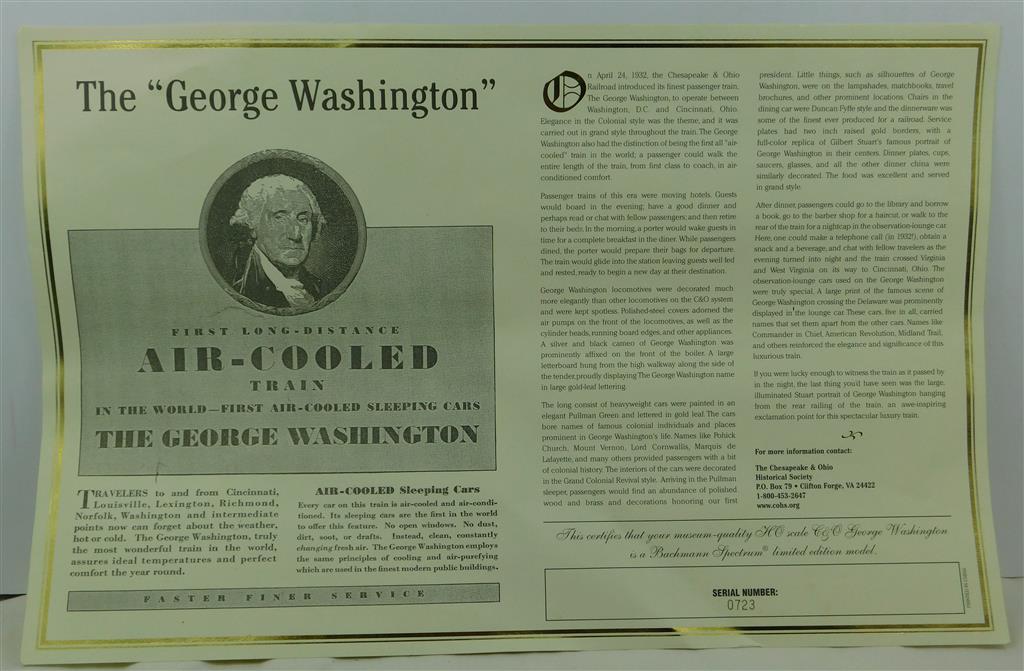 The "George Washington"
FIRST LONG-DISTANCE
AIR-COOLED
TRAIN
IN THE WORLD—FIRST AIR-COOLED SLEEPING CARS
THE GEORGE WASHINGTON
TRAVELERS to and from Cincinnati,
Louisville, Lexington, Richmond,
Norfolk, Washington and intermediate
points now can forget about the weather,
hot or cold. The George Washington, truly
the most wonderful train in the world,
assures ideal temperatures and perfect
comfort the year round.
AIR-COOLED Sleeping Cars
Every car on this train is air-cooled and air-condi-
tioned. Its sleeping cars are the first in the world
to offer this feature. No open windows. No dust,
dirt, soot, or drafts. Instead, clean, constantly
changing fresh air. The George Washington employs
the same principles of cooling and air-purifying
which are used in the finest modern public buildings.
FASTER FINER SERVICE
On April 24, 1932, the Chesapeake & Ohio
Railroad introduced its finest passenger train,
The George Washington, to operate between
Washington, D.C. and Cincinnati, Ohio.
Elegance in the Colonial style was the theme, and it was
carried out in grand style throughout the train. The George
Washington also had the distinction of being the first all "air-
cooled" train in the world; a passenger could walk the
entire length of the train, from first class to coach, in air-
conditioned comfort.
Passenger trains of this era were moving hotels. Guests
would board in the evening; have a good dinner and
perhaps read or chat with fellow passengers; and then retire
to their beds. In the morning, a porter would wake guests in
time for a complete breakfast in the diner. While passengers
dined, the porter would prepare their bags for departure.
The train would glide into the station leaving guests well fed
and rested, ready to begin a new day at their destination.
George Washington locomotives were decorated much
more elegantly than other locomotives on the C&O system
and were kept spotless. Polished-steel covers adorned the
air pumps on the front of the locomotives, as well as the
cylinder heads, running board edges, and other appliances.
A silver and black cameo of George Washington was
prominently affixed on the front of the boiler. A large
letterboard hung from the high walkway along the side of
the tender, proudly displaying The George Washington name
in large gold-leaf lettering.
The long consist of heavyweight cars were painted in an
elegant Pullman Green and lettered in gold leaf. The cars
bore names of famous colonial individuals and places
prominent in George Washington's life. Names like Pohick
Church, Mount Vernon, Lord Cornwallis, Marquis de
Lafayette, and many others provided passengers with a bit
of colonial history. The interiors of the cars were decorated
in the Grand Colonial Revival style. Arriving in the Pullman
sleeper, passengers would find an abundance of polished
wood and brass and decorations honoring our first
president. Little things, such as silhouettes of George
Washington, were on the lampshades, matchbooks, travel
brochures, and other prominent locations. Chairs in the
dining car were Duncan Fyffe style and the dinnerware was
some of the finest ever produced for a railroad. Service
plates had two inch raised gold borders, with a
full-color replica of Gilbert Stuart's famous portrait of
George Washington in their centers. Dinner plates, cups,
saucers, glasses, and all the other dinner china were
similarly decorated. The food was excellent and served
in grand style.
After dinner, passengers could go to the library and borrow
a book, go to the barber shop for a haircut, or walk to the
rear of the train for a nightcap in the observation-lounge car.
Here, one could make a telephone call (in 1932!), obtain a
snack and a beverage, and chat with fellow travelers as the
evening turned into night and the train crossed Virginia
and West Virginia on its way to Cincinnati, Ohio. The
observation-lounge cars used on the George Washington
were truly special. A large print of the famous scene of
George Washington crossing the Delaware was prominently
displayed in the lounge car. These cars, five in all, carried
names that set them apart from the other cars. Names like
Commander in Chief, American Revolution, Midland Trail,
and others reinforced the elegance and significance of this
luxurious train.
If you were lucky enough to witness the train as it passed by
in the night, the last thing you'd have seen was the large,
illuminated Stuart portrait of George Washington hanging
from the rear railing of the train, an awe-inspiring
exclamation point for this spectacular luxury train.
For more information contact:
The Chesapeake & Ohio
Historical Society
P.O. Box 79 • Clifton Forge, VA 24422
1-800-453-2647
www.cohs.org
This certifies that your museum-quality HO scale C&O George Washington
is a Bachmann Spectrum® limited edition model.
SERIAL NUMBER:
0723